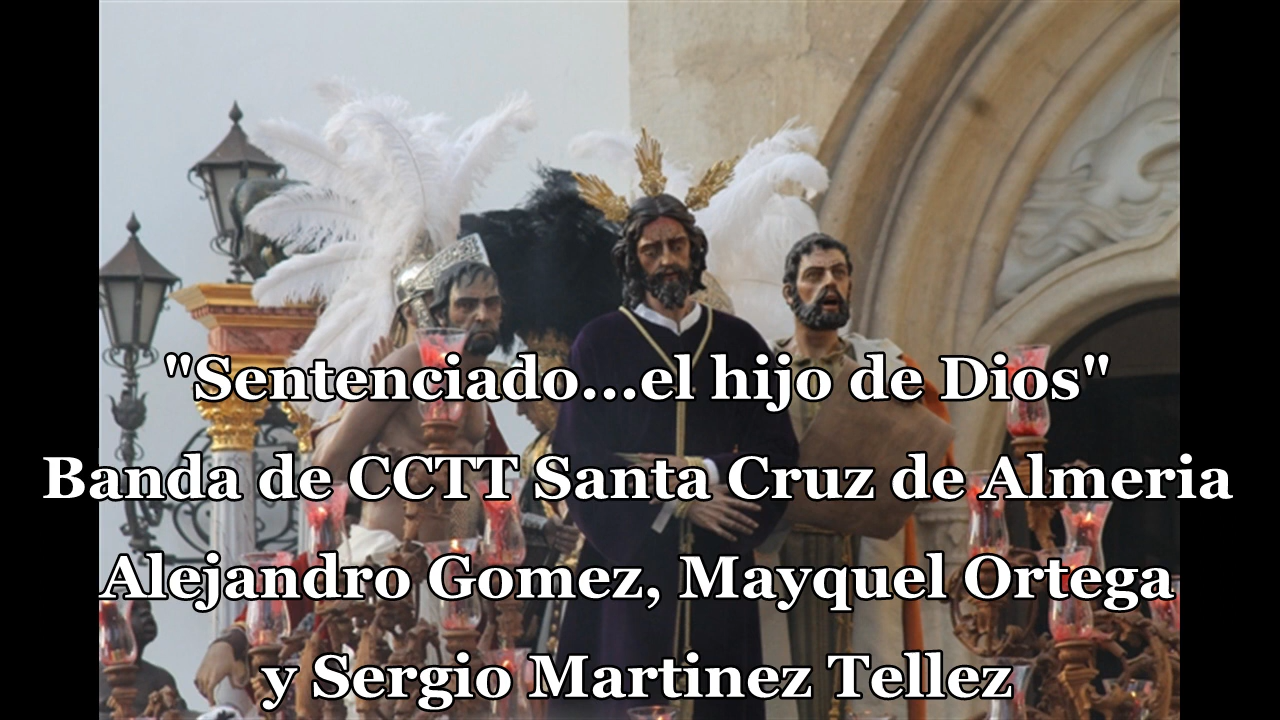 "Sentenciado...el hijo de Dios"
Banda de CCTT Santa Cruz de Almeria
Alejandro Gomez, Mayquel Ortega
y Sergio Martinez Tellez